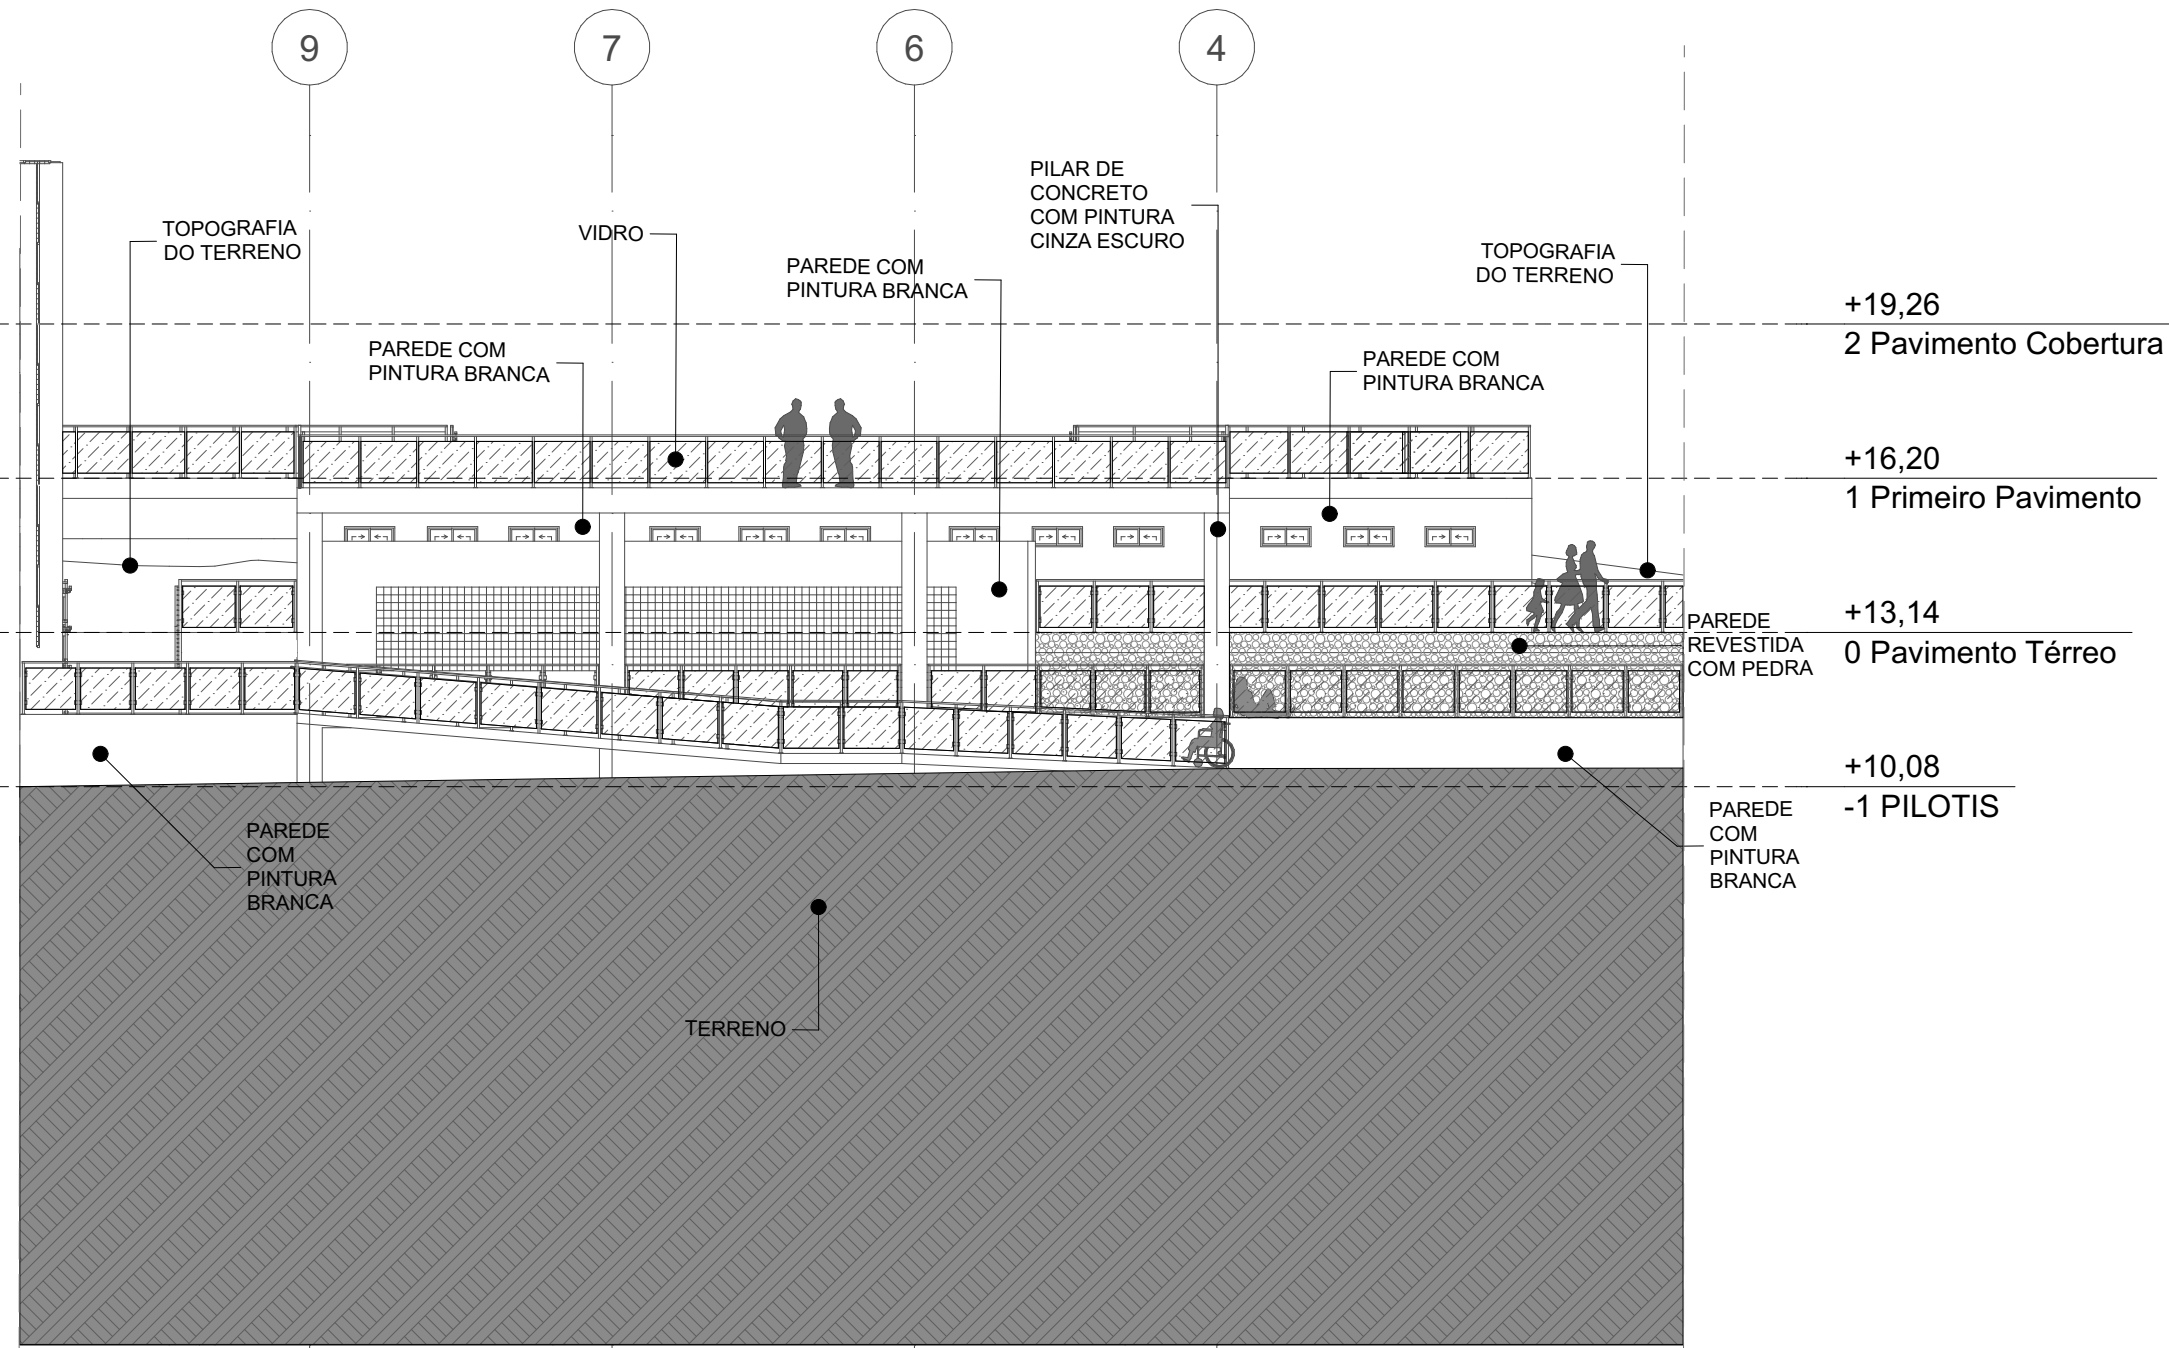 9
7
6
4
PILAR DE
CONCRETO
COM PINTURA
CINZA ESCURO
TOPOGRAFIA
DO TERRENO
VIDRO
PAREDE COM
PINTURA BRANCA
TOPOGRAFIA
DO TERRENO
+19,26
2 Pavimento Cobertura
PAREDE COM
PINTURA BRANCA
PAREDE COM
PINTURA BRANCA
+16,20
1 Primeiro Pavimento
+13,14
0 Pavimento Térreo
PAREDE
REVESTIDA
COM PEDRA
+10,08
-1 PILOTIS
PAREDE
COM
PINTURA
BRANCA
PAREDE
COM
PINTURA
BRANCA
TERRENO